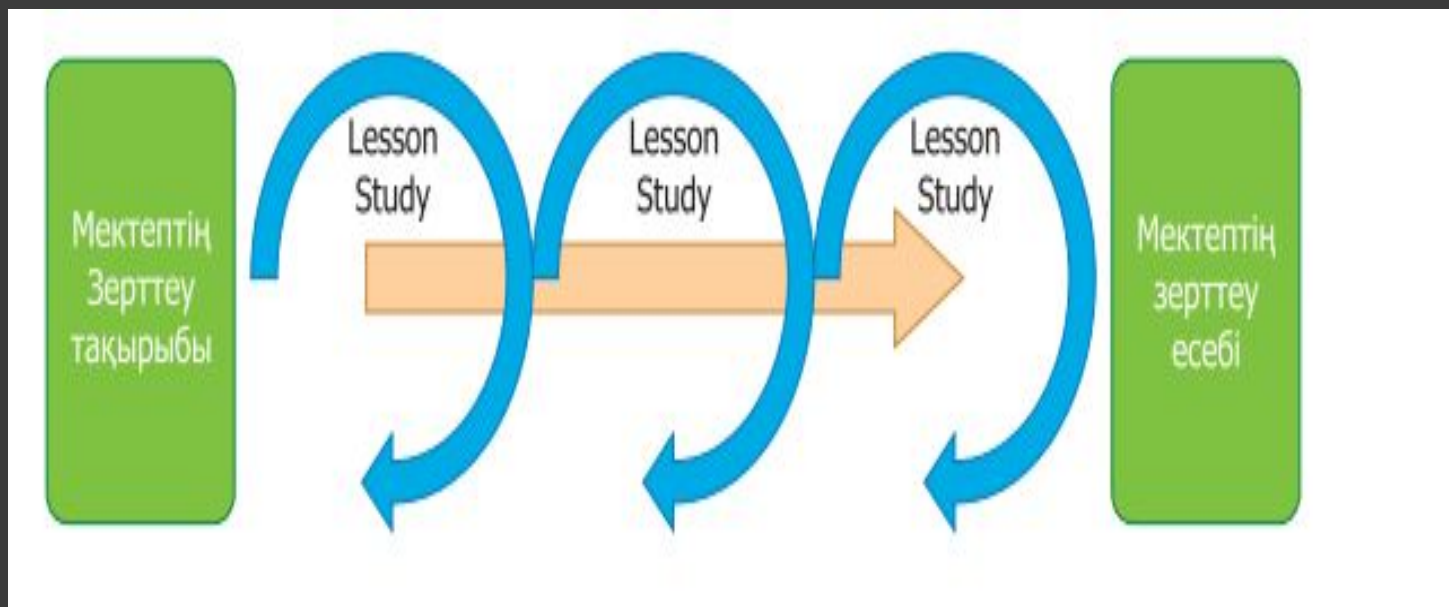 Мектептің
Зерттеу
тақырыбы
Lesson
Study
Lesson
Study
Lesson
Study
Мектептің
зерттеу
есебі